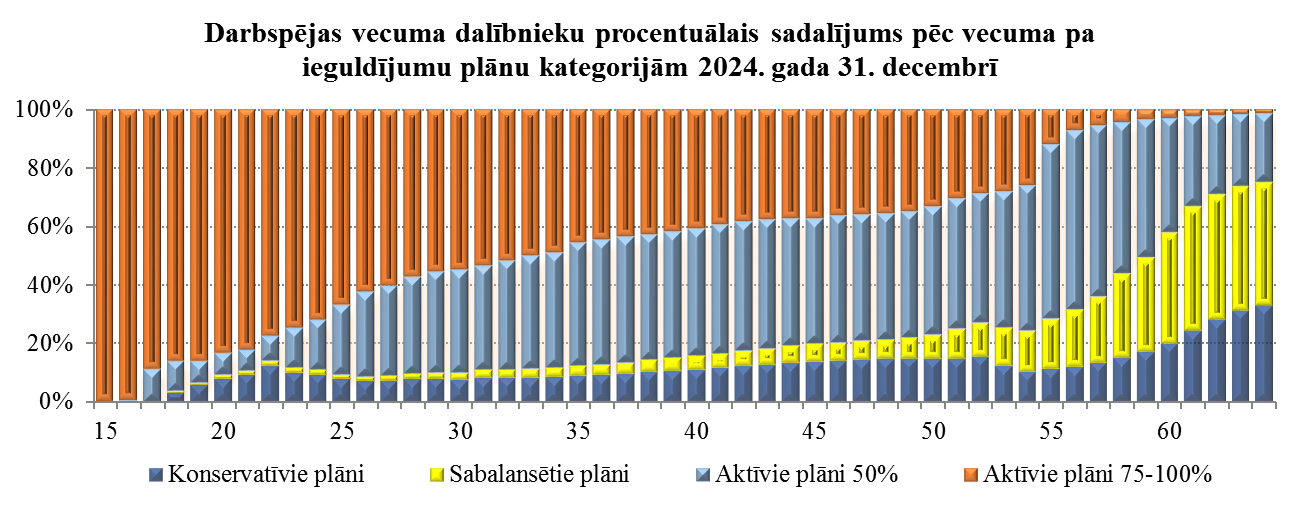 Darbspējas vecuma dalībnieku procentuālais sadalījums pēc vecuma pa
ieguldījumu plānu kategorijām 2024. gada 31. decembrī
100%
80%
60%
40%
20%
0%
15 20 25 30 35 40 45 50 55 60
Konservatīvie plāni Sabalansētie plāni Aktīvie plāni 50% Aktīvie plāni 75-100%